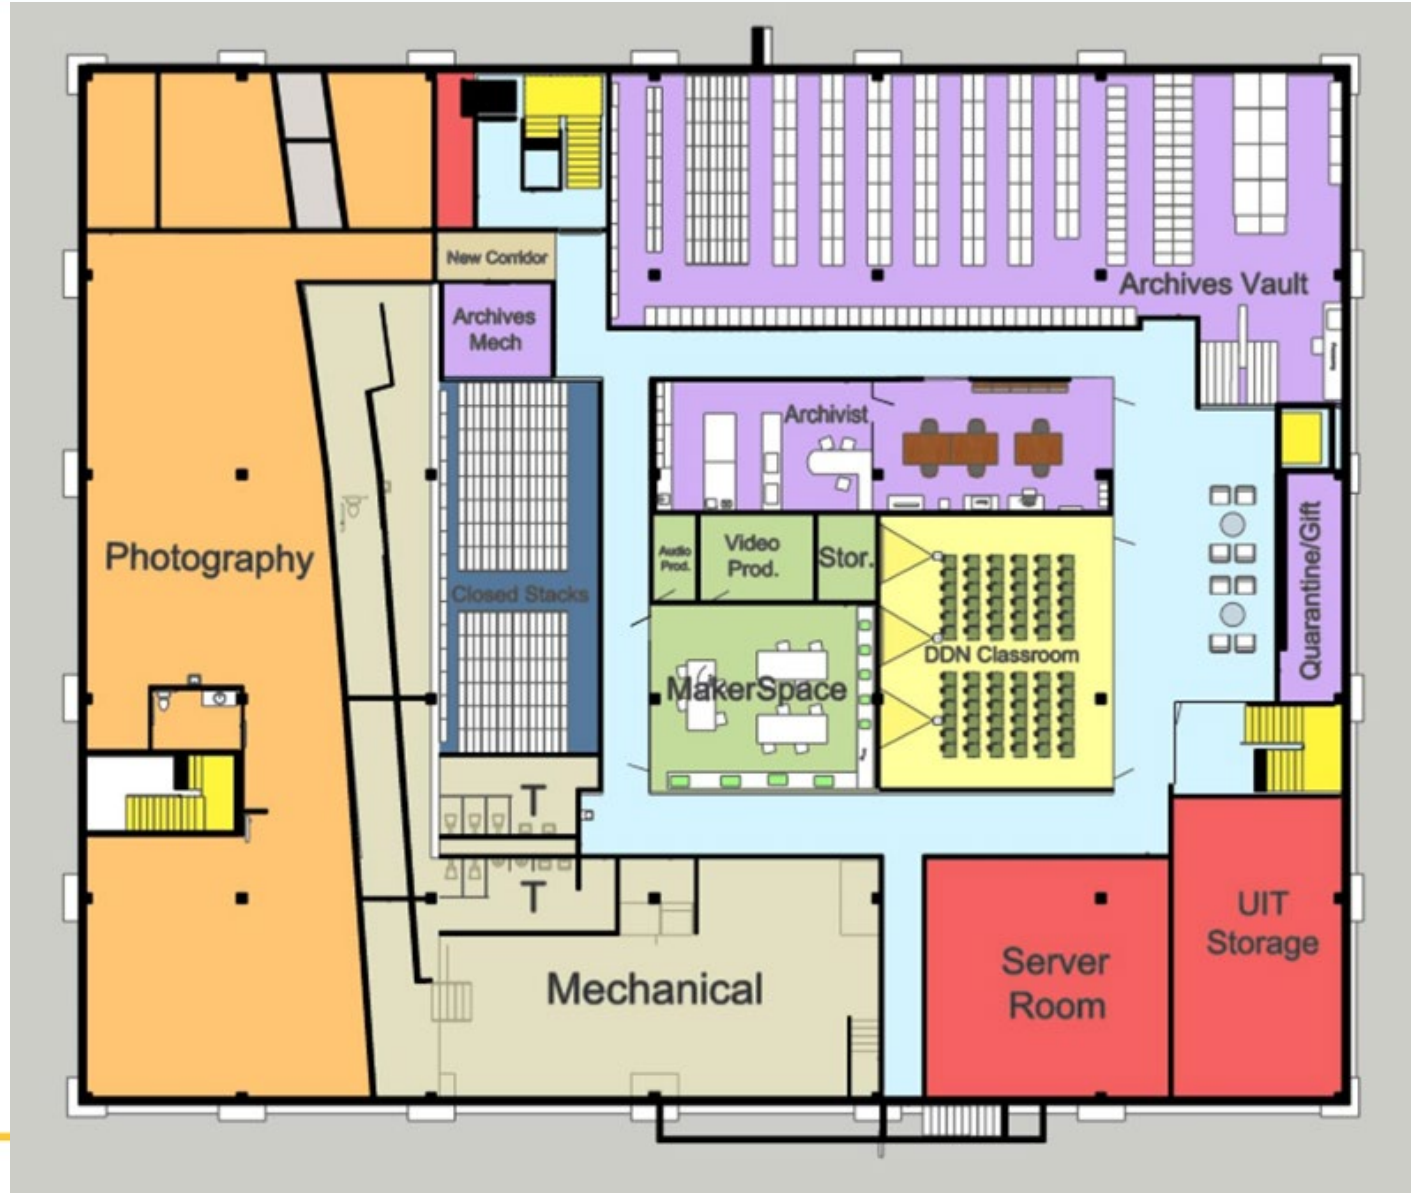 New Corridor
Archives Vault
Archives
Mech
Archivist
Photography
Closed Stacks
Audio
Prod.
Video
Prod.
Stor.
Quarantine/Gift
DDN Classroom
MakerSpace
T
T
Mechanical
Server
Room
UIT
Storage